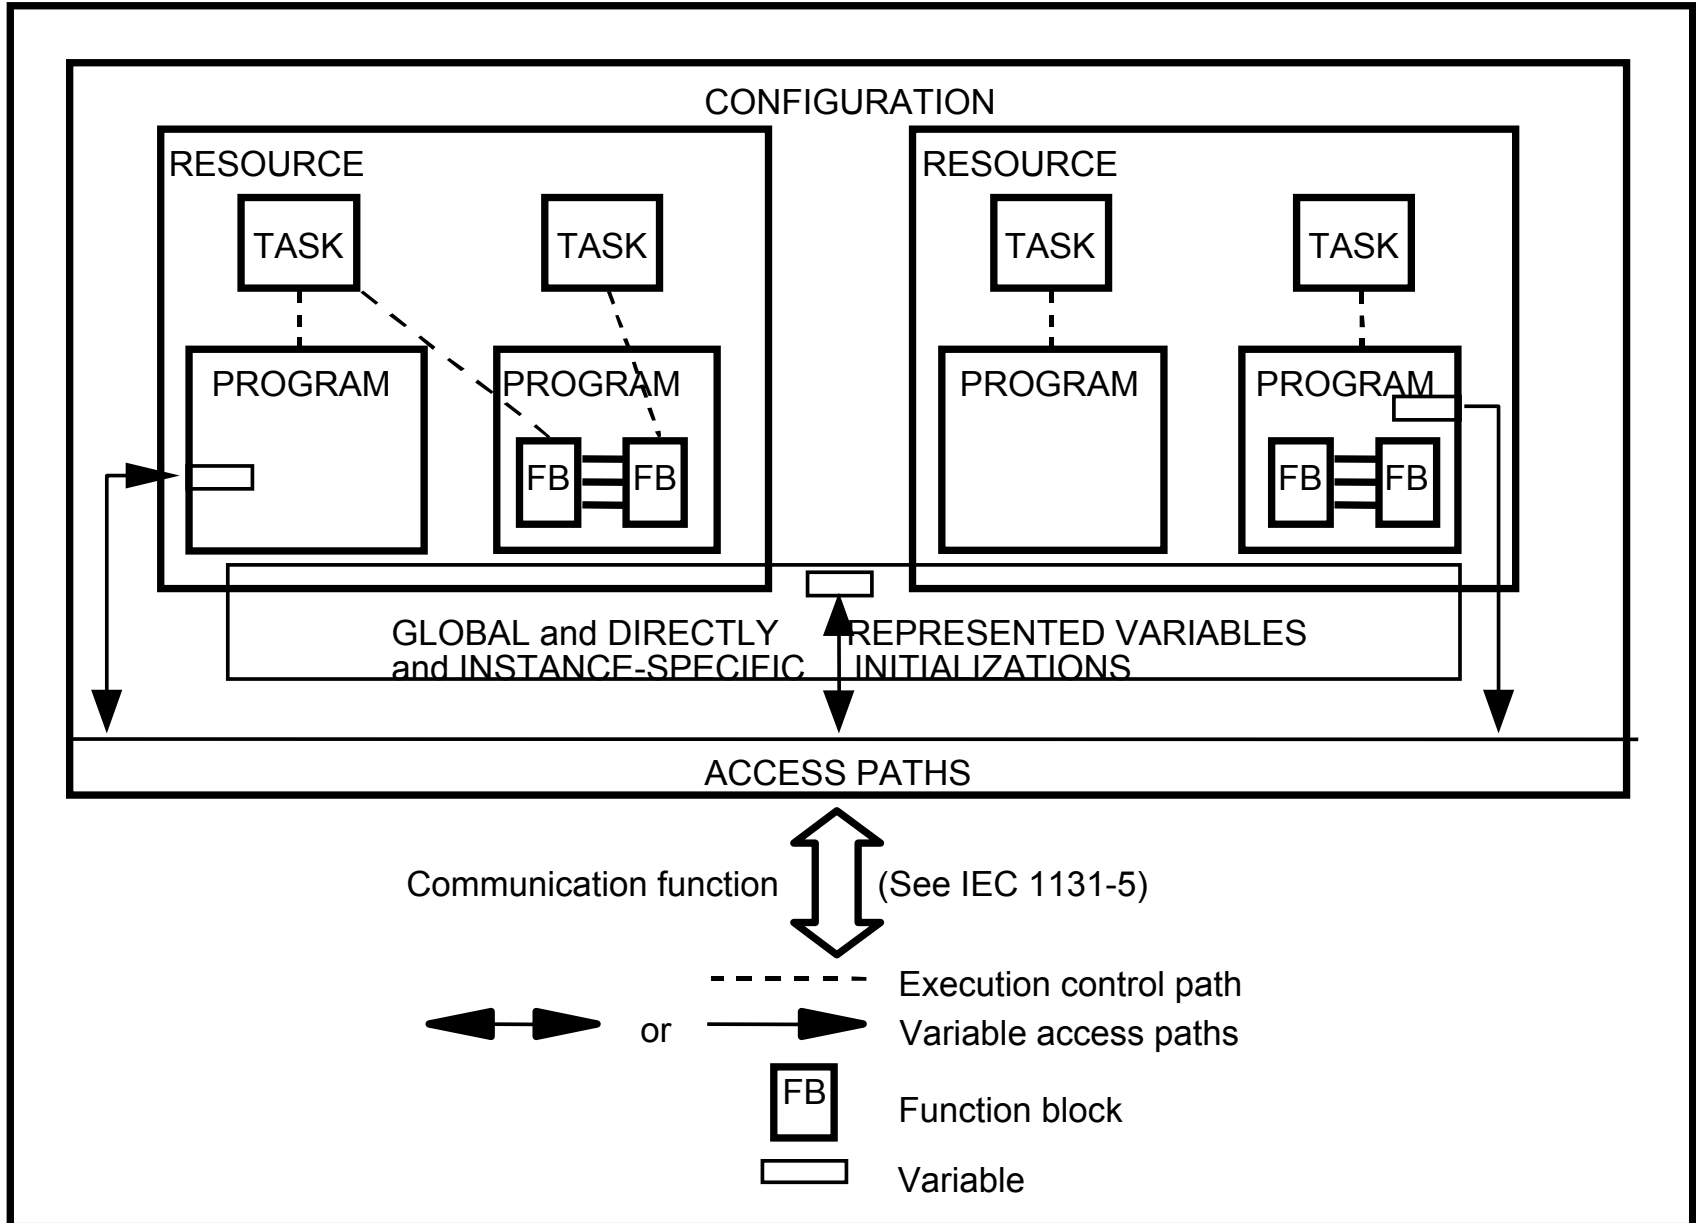 CONFIGURATION
RESOURCE
RESOURCE
TASK
TASK
TASK
TASK
PROGRAM
PROGRAM
PROGRAM
PROGRAM
FB
FB
FB
FB
GLOBAL and DIRECTLY REPRESENTED VARIABLES
and INSTANCE-SPECIFIC INITIALIZATIONS
ACCESS PATHS
Communication function (See IEC 1131-5)
Execution control path
or Variable access paths
FB
Function block
Variable